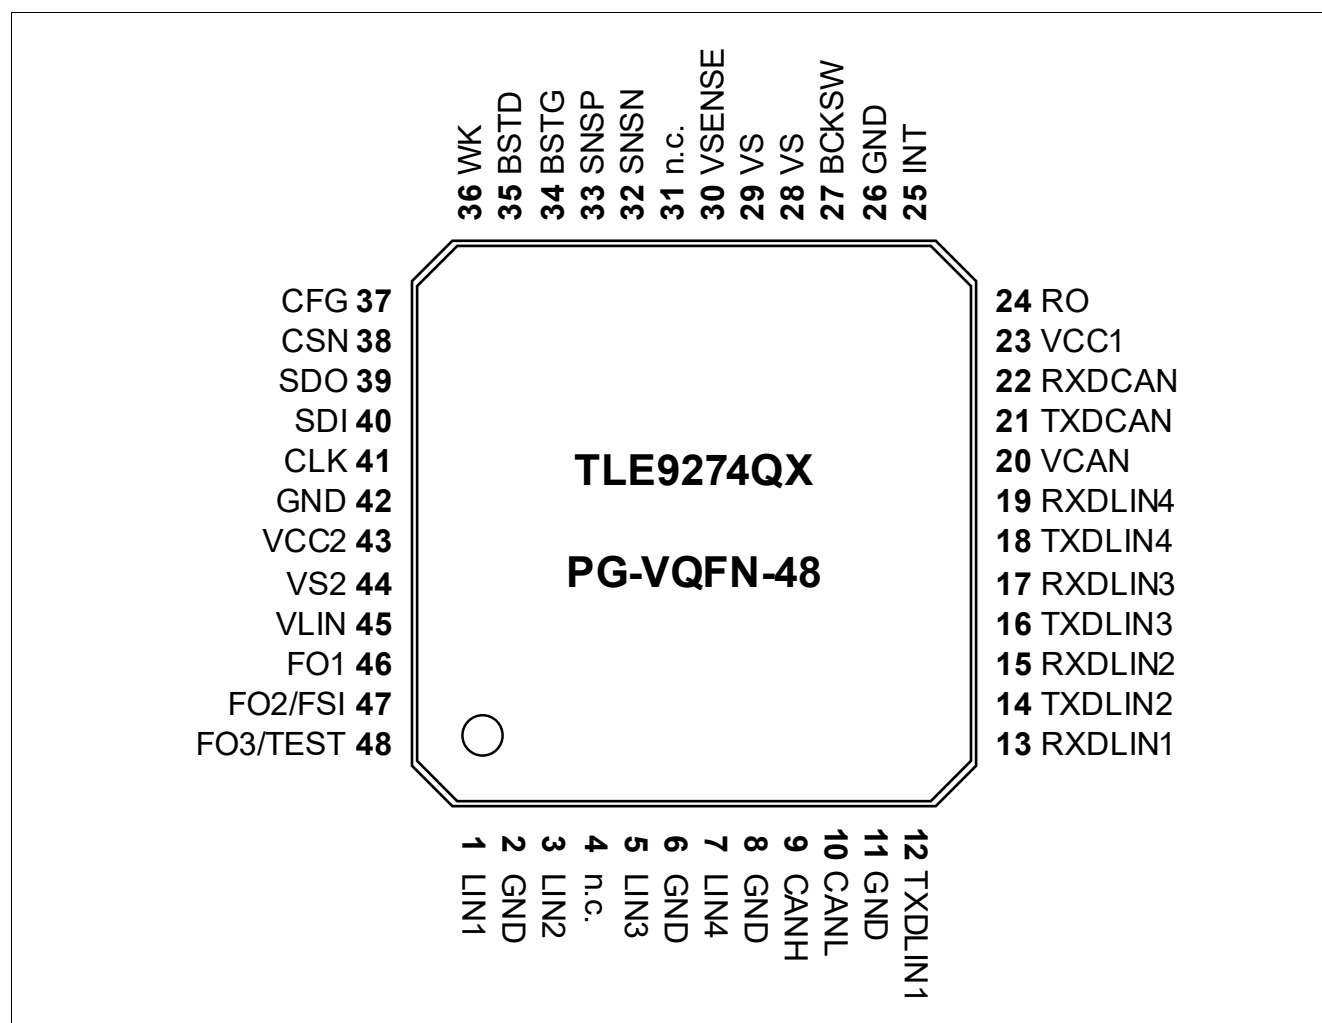 36 WK
35 BSTD
34 BSTG
33 SNSP
32 SNSN
31 n.c.
30 VSENSE
29 VS
28 VS
27 BCKSW
26 GND
25 INT
CFG 37
CSN 38
SDO 39
SDI 40
CLK 41
GND 42
VCC2 43
VS2 44
VLIN 45
FO1 46
FO2/FSI 47
FO3/TEST 48
TLE9274QX
PG-VQFN-48
24 RO
23 VCC1
22 RXDCAN
21 TXDCAN
20 VCAN
19 RXDLIN4
18 TXDLIN4
17 RXDLIN3
16 TXDLIN3
15 RXDLIN2
14 TXDLIN2
13 RXDLIN1
1 LIN1
2 GND
3 LIN2
4 n.c.
5 LIN3
6 GND
7 LIN4
8 GND
9 CANH
10 CANL
11 GND
12 TXDLIN1